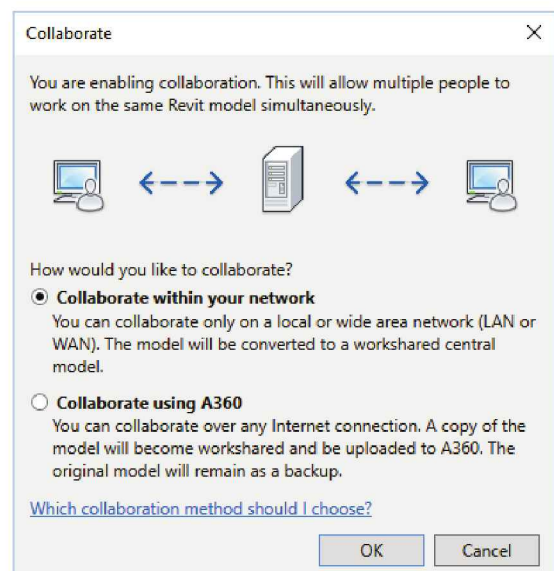 Collaborate
You are enabling collaboration. This will allow multiple people to
work on the same Revit model simultaneously.
How would you like to collaborate?
Collaborate within your network
You can collaborate only on a local or wide area network (LAN or
WAN). The model will be converted to a workshared central
model.
Collaborate using A360
You can collaborate over any Internet connection. A copy of the
model will become workshared and be uploaded to A360. The
original model will remain as a backup.
Which collaboration method should I choose?
OK Cancel